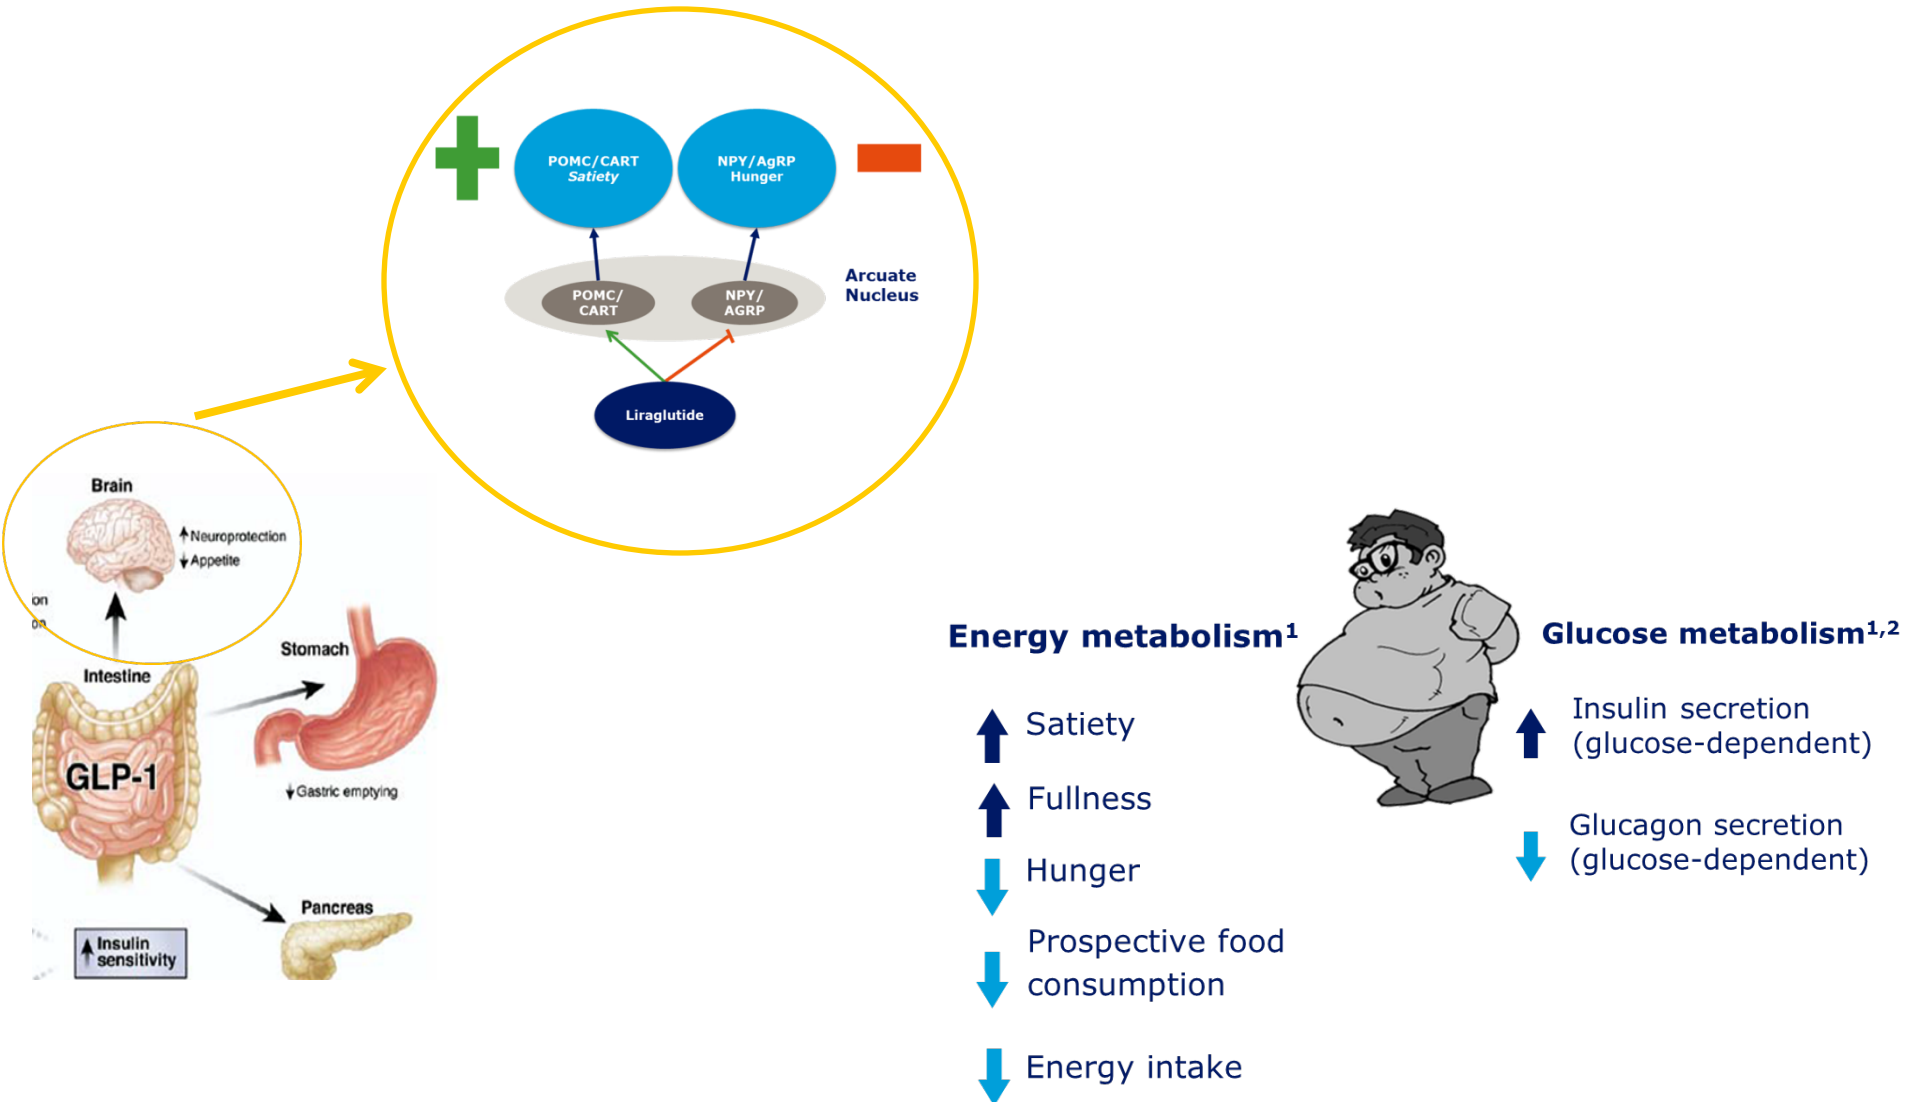 POMC/CART
Satiety
NPY/AgRP
Hunger
Arcuate
Nucleus
POMC/
CART
NPY/
AGRP
Liraglutide
Brain
Neuroprotection
Appetite
on
on
Intestine
Stomach
GLP-1
Gastric emptying
Pancreas
Insulin
sensitivity
Energy metabolism1
Satiety
Fullness
Hunger
Prospective food
consumption
Energy intake
Glucose metabolism1,2
Insulin secretion
(glucose-dependent)
Glucagon secretion
(glucose-dependent)